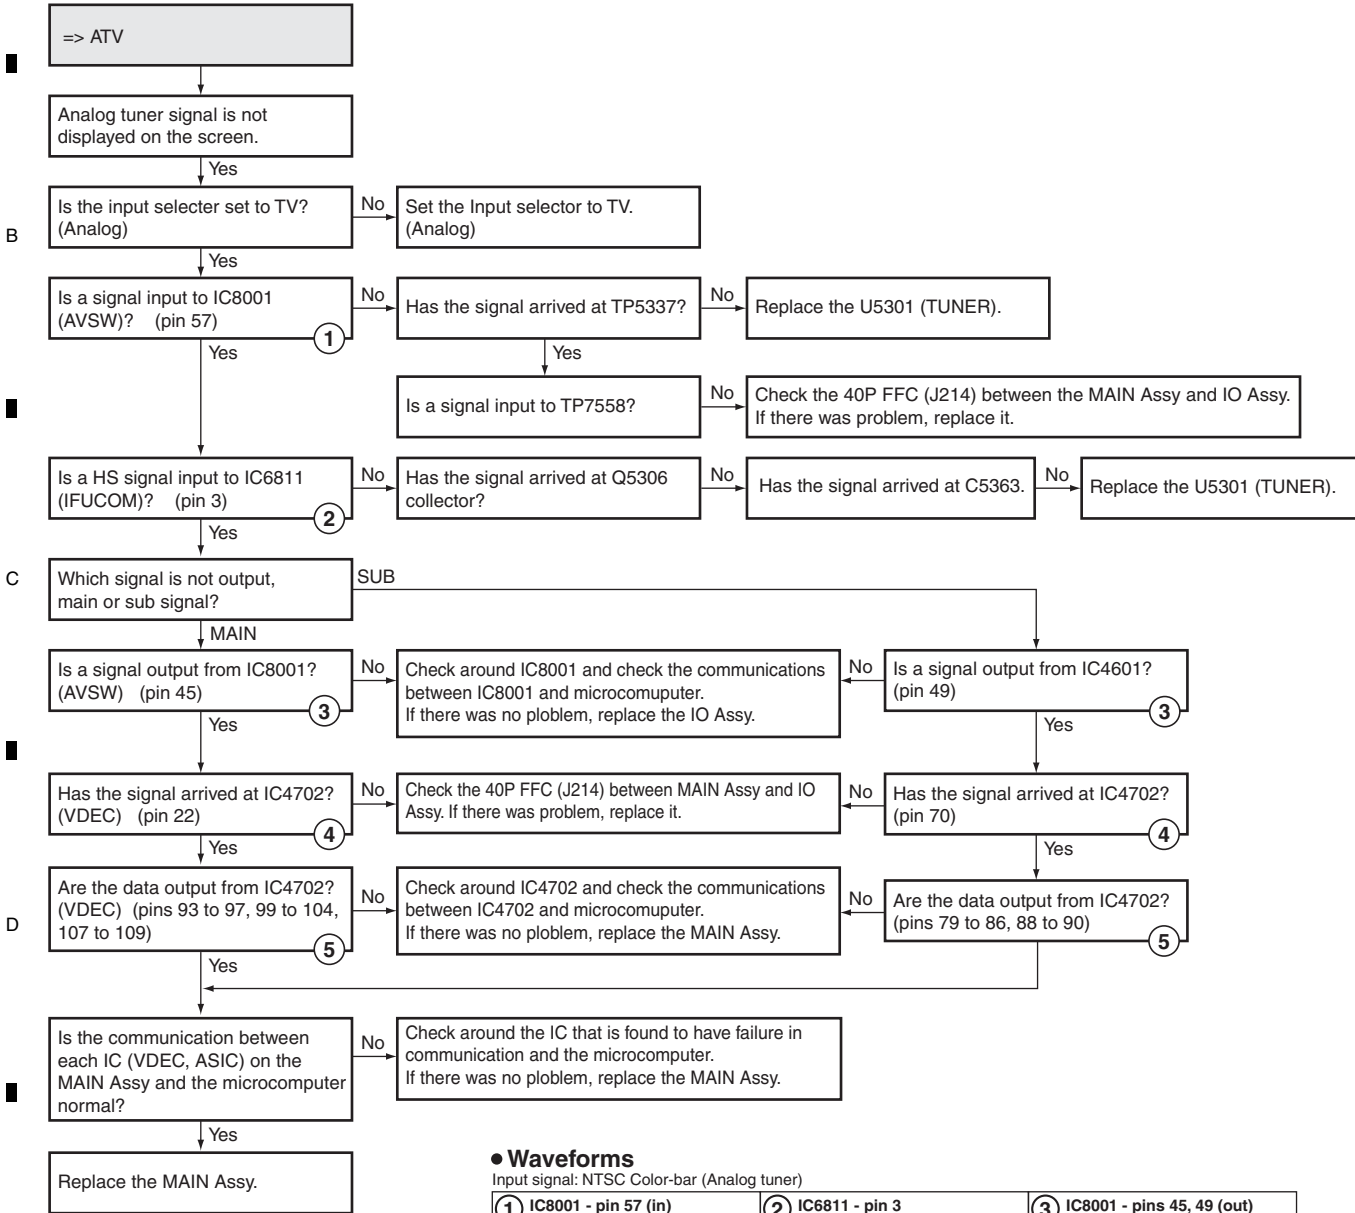 => ATV
Analog tuner signal is not
displayed on the screen.
Yes
B
Is the input selecter set to TV?
(Analog)
No
Set the Input selector to TV.
(Analog)
Yes
Is a signal input to IC8001
(AVSW)? (pin 57)
1
No
Has the signal arrived at TP5337?
No
Replace the U5301 (TUNER).
Yes
Yes
Is a signal input to TP7558?
No
Check the 40P FFC (J214) between the MAIN Assy and IO Assy.
If there was problem, replace it.
Is a HS signal input to IC6811
(IFUCOM)? (pin 3)
2
No
Has the signal arrived at Q5306
collector?
No
Has the signal arrived at C5363.
No
Replace the U5301 (TUNER).
Yes
C
Which signal is not output,
main or sub signal?
SUB
MAIN
Is a signal output from IC8001?
(AVSW) (pin 45)
3
No
Check around IC8001 and check the communications
between IC8001 and microcomuputer.
If there was no ploblem, replace the IO Assy.
No
Is a signal output from IC4601?
(pin 49)
3
Yes
Yes
Has the signal arrived at IC4702?
(VDEC) (pin 22)
4
No
Check the 40P FFC (J214) between MAIN Assy and IO
Assy. If there was problem, replace it.
No
Has the signal arrived at IC4702?
(pin 70)
4
Yes
Yes
D
Are the data output from IC4702?
(VDEC) (pins 93 to 97, 99 to 104,
107 to 109)
5
No
Check around IC4702 and check the communications
between IC4702 and microcomuputer.
If there was no ploblem, replace the MAIN Assy.
No
Are the data output from IC4702?
(pins 79 to 86, 88 to 90)
5
Yes
Is the communication between
each IC (VDEC, ASIC) on the
MAIN Assy and the microcomputer
normal?
No
Check around the IC that is found to have failure in
communication and the microcomputer.
If there was no ploblem, replace the MAIN Assy.
Yes
Replace the MAIN Assy.
● Waveforms
Input signal: NTSC Color-bar (Analog tuner)
1 IC8001 - pin 57 (in)
2 IC6811 - pin 3
3 IC8001 - pins 45, 49 (out)